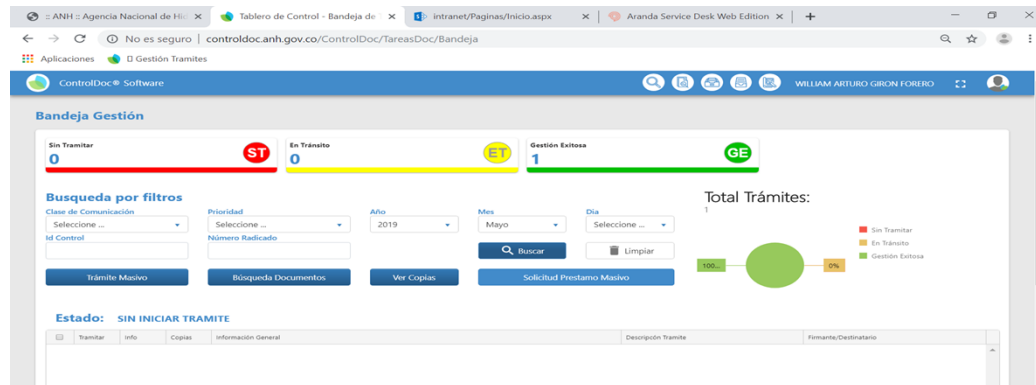 :: ANH :: Agencia Nacional de Hic
Tablero de Control - Bandeja de T
intranet/Paginas/Inicio.aspx
Aranda Service Desk Web Edition
No es seguro | controldoc.anh.gov.co/ControlDoc/TareasDoc/Bandeja
Aplicaciones Gestión Tramites
ControlDoc® Software WILLIAM ARTURO GIRON FORERO
Bandeja Gestión
Sin Tramitar
0
ST
En Tránsito
0
ET
Gestión Exitosa
1
GE
Busqueda por filtros
Clase de Comunicación Prioridad Año Mes Dia
Seleccione ... Seleccione ... 2019 Mayo Seleccione ...
Id Control Número Radicado
Buscar Limpiar
Trámite Masivo Búsqueda Documentos Ver Copias Solicitud Prestamo Masivo
Total Trámites:
1
100...
0%
Sin Tramitar
En Tránsito
Gestión Exitosa
Estado: SIN INICIAR TRAMITE
Tramitar Info Copias Información General Descripcón Tramite Firmante/Destinatario